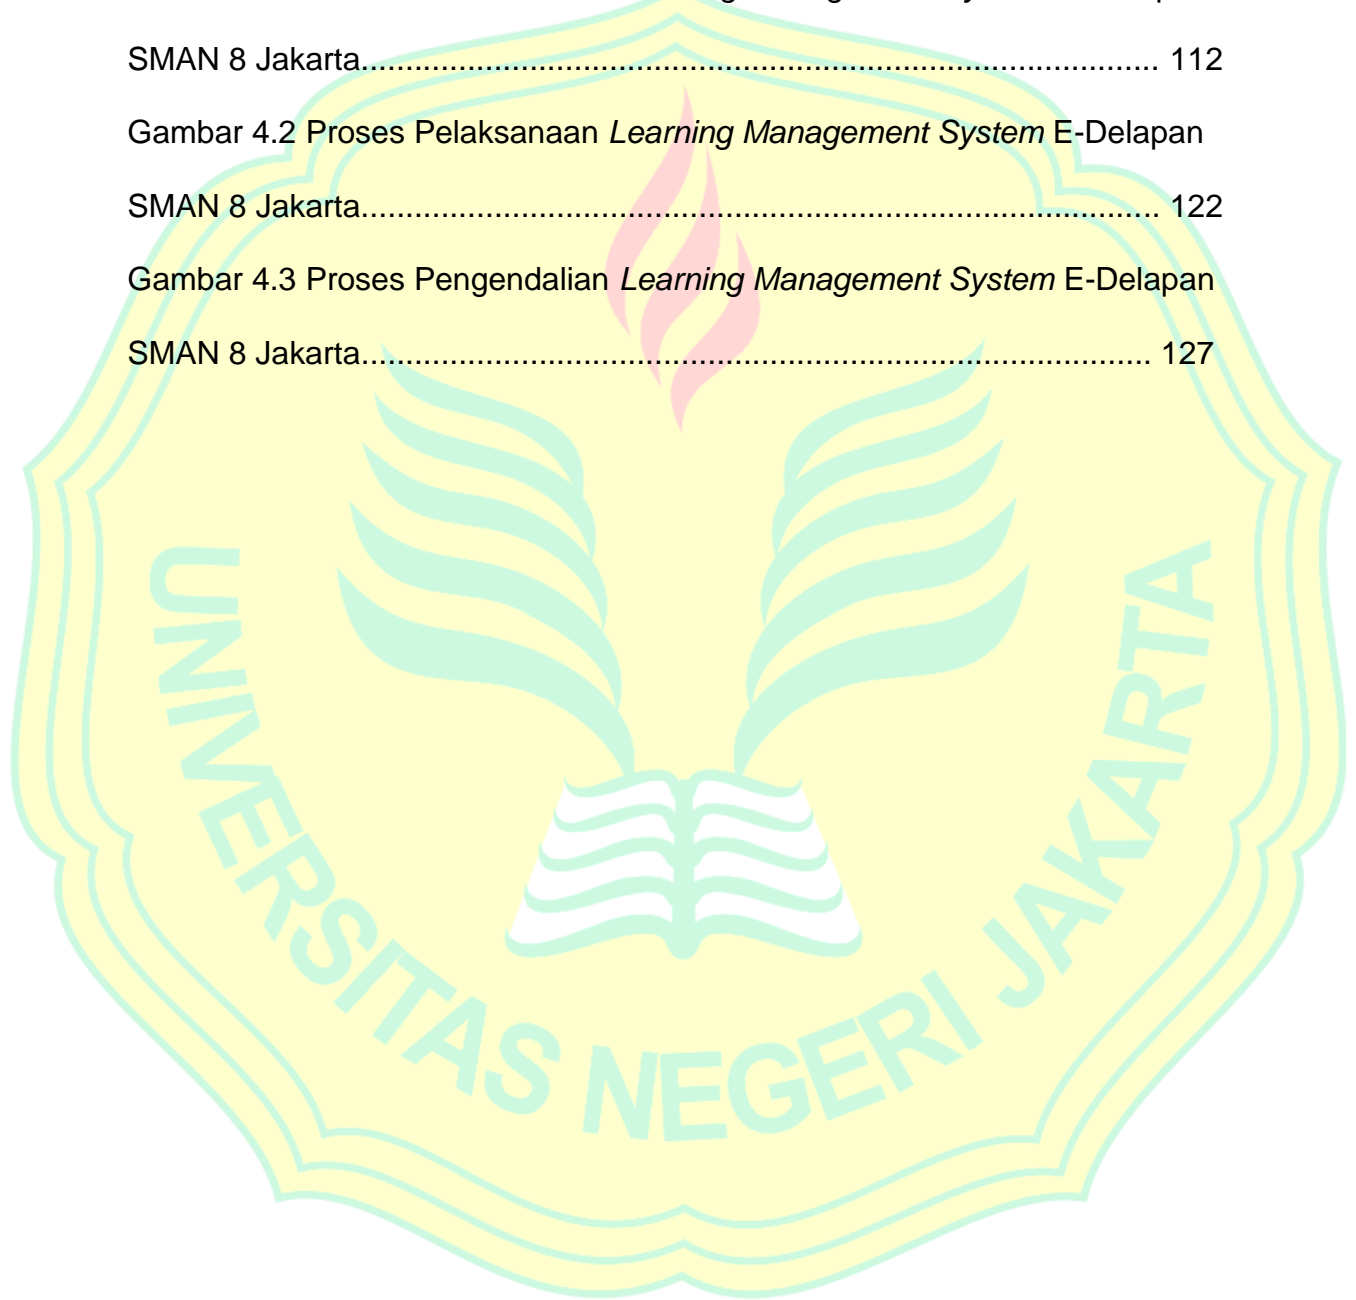 SMAN 8 Jakarta......................................................................................... 112
Gambar 4.2 Proses Pelaksanaan Learning Management System E-Delapan
SMAN 8 Jakarta......................................................................................... 122
Gambar 4.3 Proses Pengendalian Learning Management System E-Delapan
SMAN 8 Jakarta........................................................................................ 127
UNIVERSITAS NEGERI JAKARTA